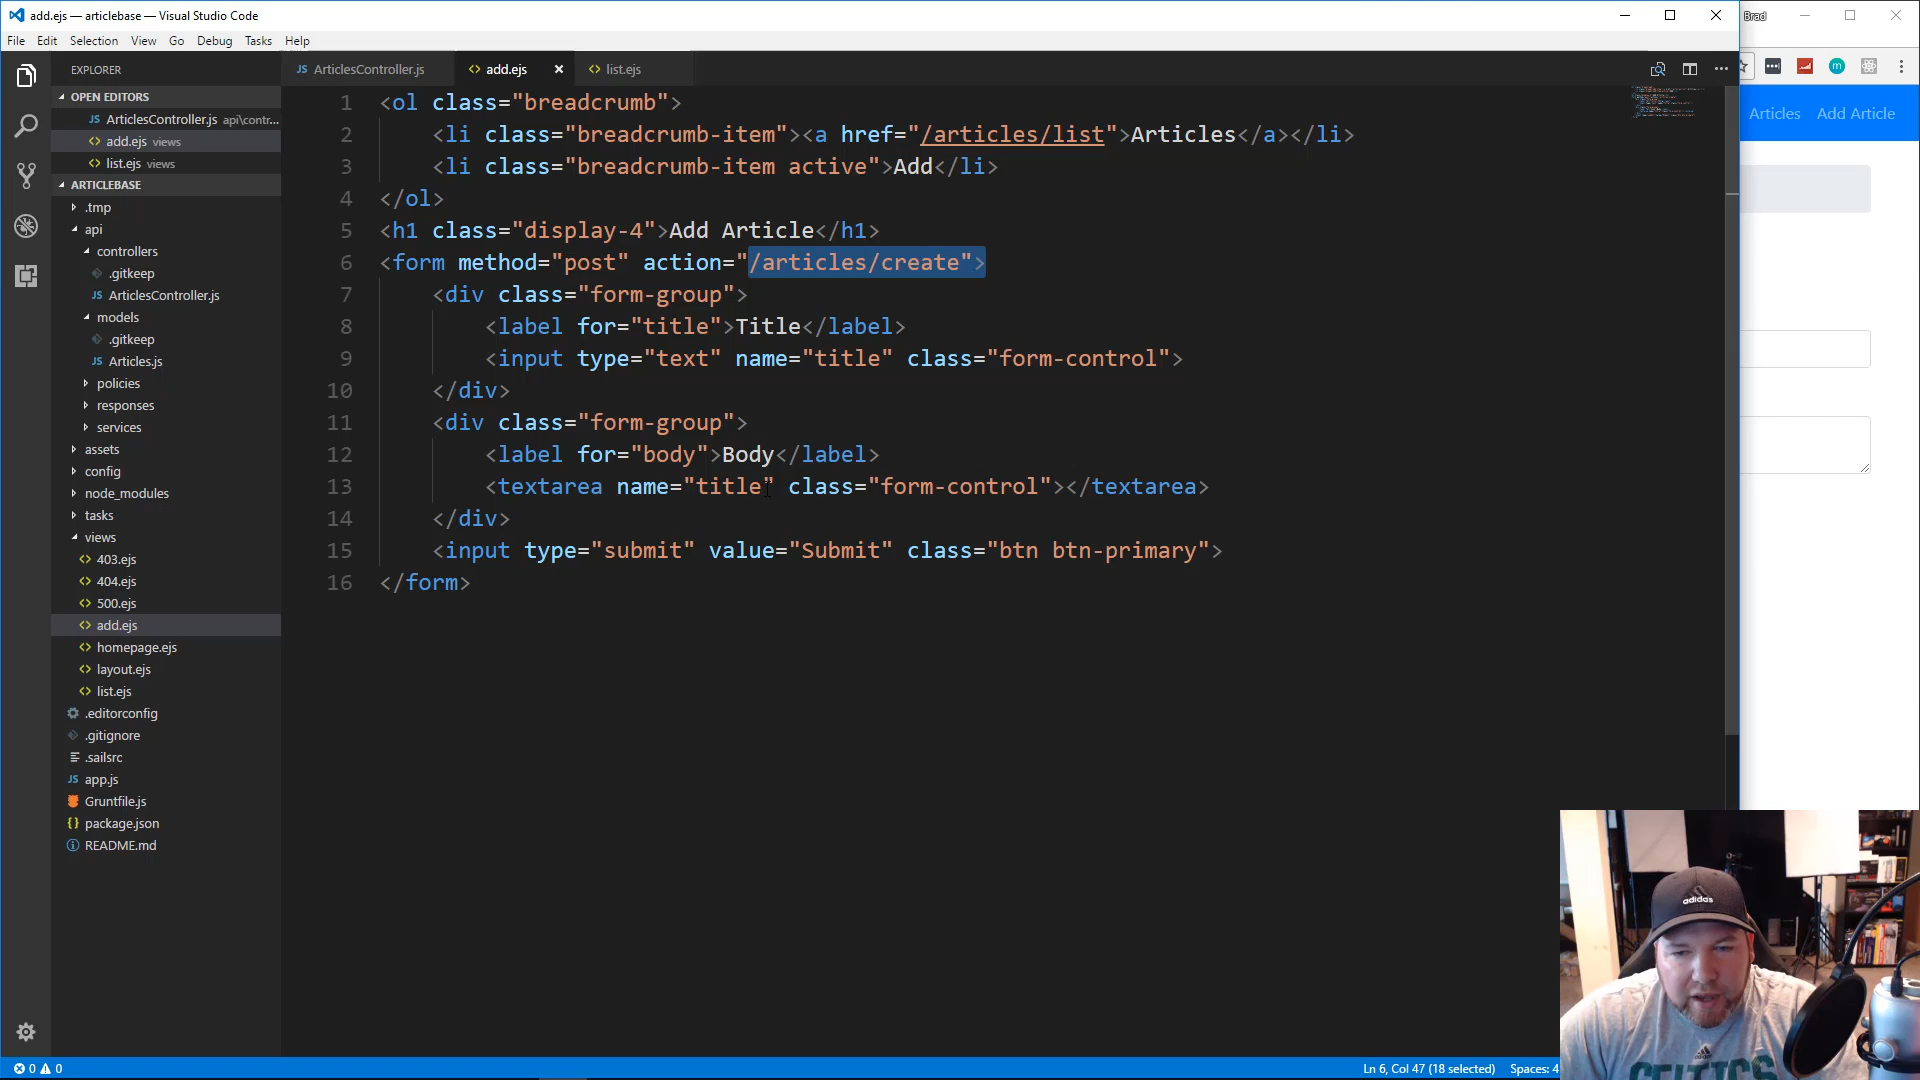 add.ejs — articlebase — Visual Studio Code
Brad
File Edit Selection View Go Debug Tasks Help
EXPLORER
OPEN EDITORS
ArticlesController.js api\contr...
add.ejs views
list.ejs views
ARTICLEBASE
.tmp
api
controllers
.gitkeep
JS ArticlesController.js
models
.gitkeep
JS Articles.js
policies
responses
services
assets
config
node_modules
tasks
views
403.ejs
404.ejs
500.ejs
add.ejs
homepage.ejs
layout.ejs
list.ejs
.editorconfig
.gitignore
.sailsrc
JS app.js
Gruntfile.js
{} package.json
README.md
JS ArticlesController.js
<> add.ejs
<> list.ejs
1 <ol class="breadcrumb">
2 <li class="breadcrumb-item"><a href="/articles/list">Articles</a></li>
3 <li class="breadcrumb-item active">Add</li>
4 </ol>
5 <h1 class="display-4">Add Article</h1>
6 <form method="post" action="/articles/create">
7 <div class="form-group">
8 <label for="title">Title</label>
9 <input type="text" name="title" class="form-control">
10 </div>
11 <div class="form-group">
12 <label for="body">Body</label>
13 <textarea name="title" class="form-control"></textarea>
14 </div>
15 <input type="submit" value="Submit" class="btn btn-primary">
16 </form>
Articles Add Article
adidas
CELTICS
0 0
Ln 6, Col 47 (18 selected) Spaces: 4